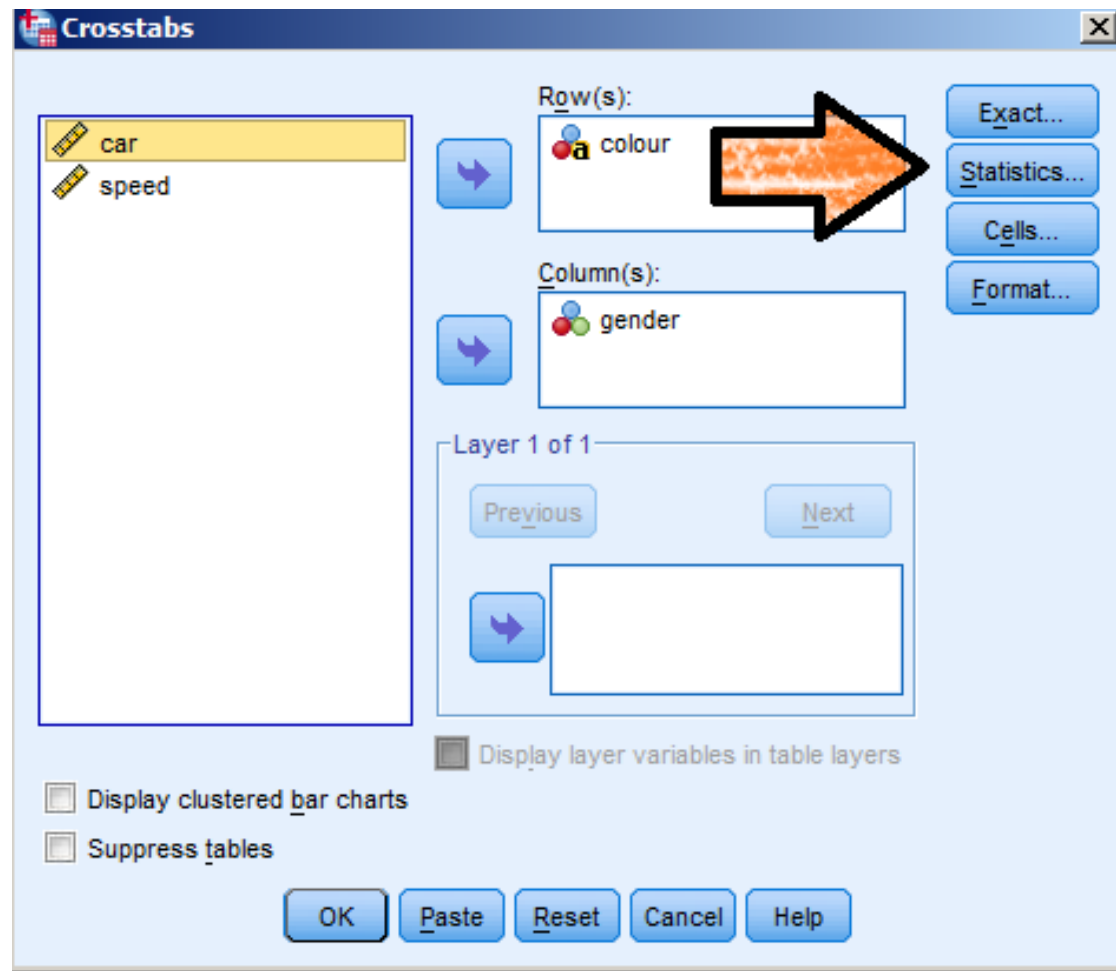 Crosstabs
car
speed
Row(s):
a colour
Column(s):
gender
Exact...
Statistics...
Cells...
Format...
Layer 1 of 1
Previous
Next
Display layer variables in table layers
Display clustered bar charts
Suppress tables
OK
Paste
Reset
Cancel
Help